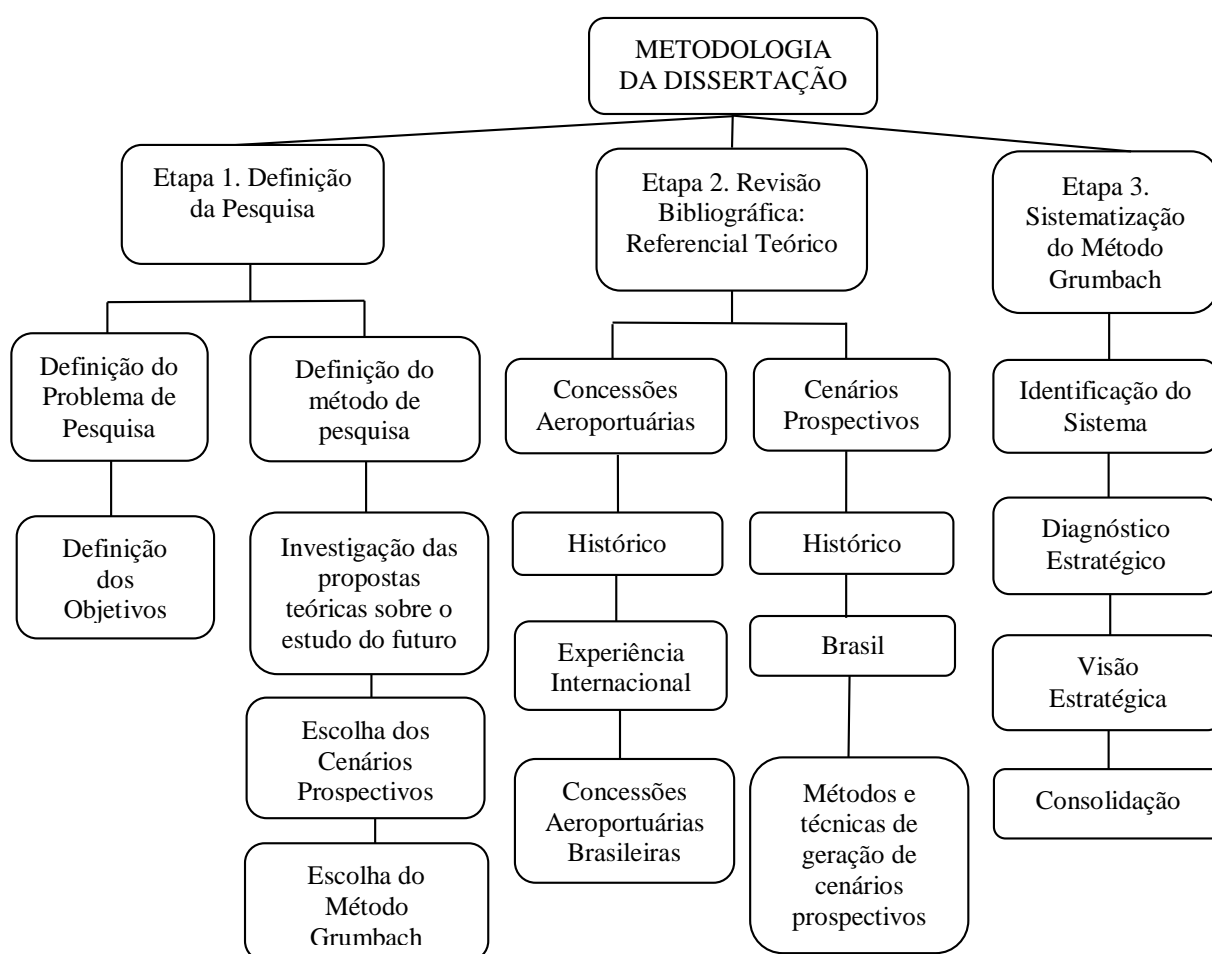 METODOLOGIA
DA DISSERTAÇÃO
Etapa 1. Definição
da Pesquisa
Etapa 2. Revisão
Bibliográfica:
Referencial Teórico
Etapa 3.
Sistematização
do Método
Grumbach
Definição do
Problema de
Pesquisa
Definição do
método de
pesquisa
Concessões
Aeroportuárias
Cenários
Prospectivos
Identificação do
Sistema
Definição
dos
Objetivos
Investigação das
propostas
teóricas sobre o
estudo do futuro
Histórico
Histórico
Diagnóstico
Estratégico
Experiência
Internacional
Brasil
Visão
Estratégica
Escolha dos
Cenários
Prospectivos
Concessões
Aeroportuárias
Brasileiras
Métodos e
técnicas de
geração de
cenários
prospectivos
Consolidação
Escolha do
Método
Grumbach